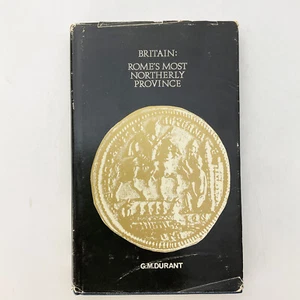 BRITAIN:
ROME'S MOST
NORTHERLY
PROVINCE
G.M.DURANT